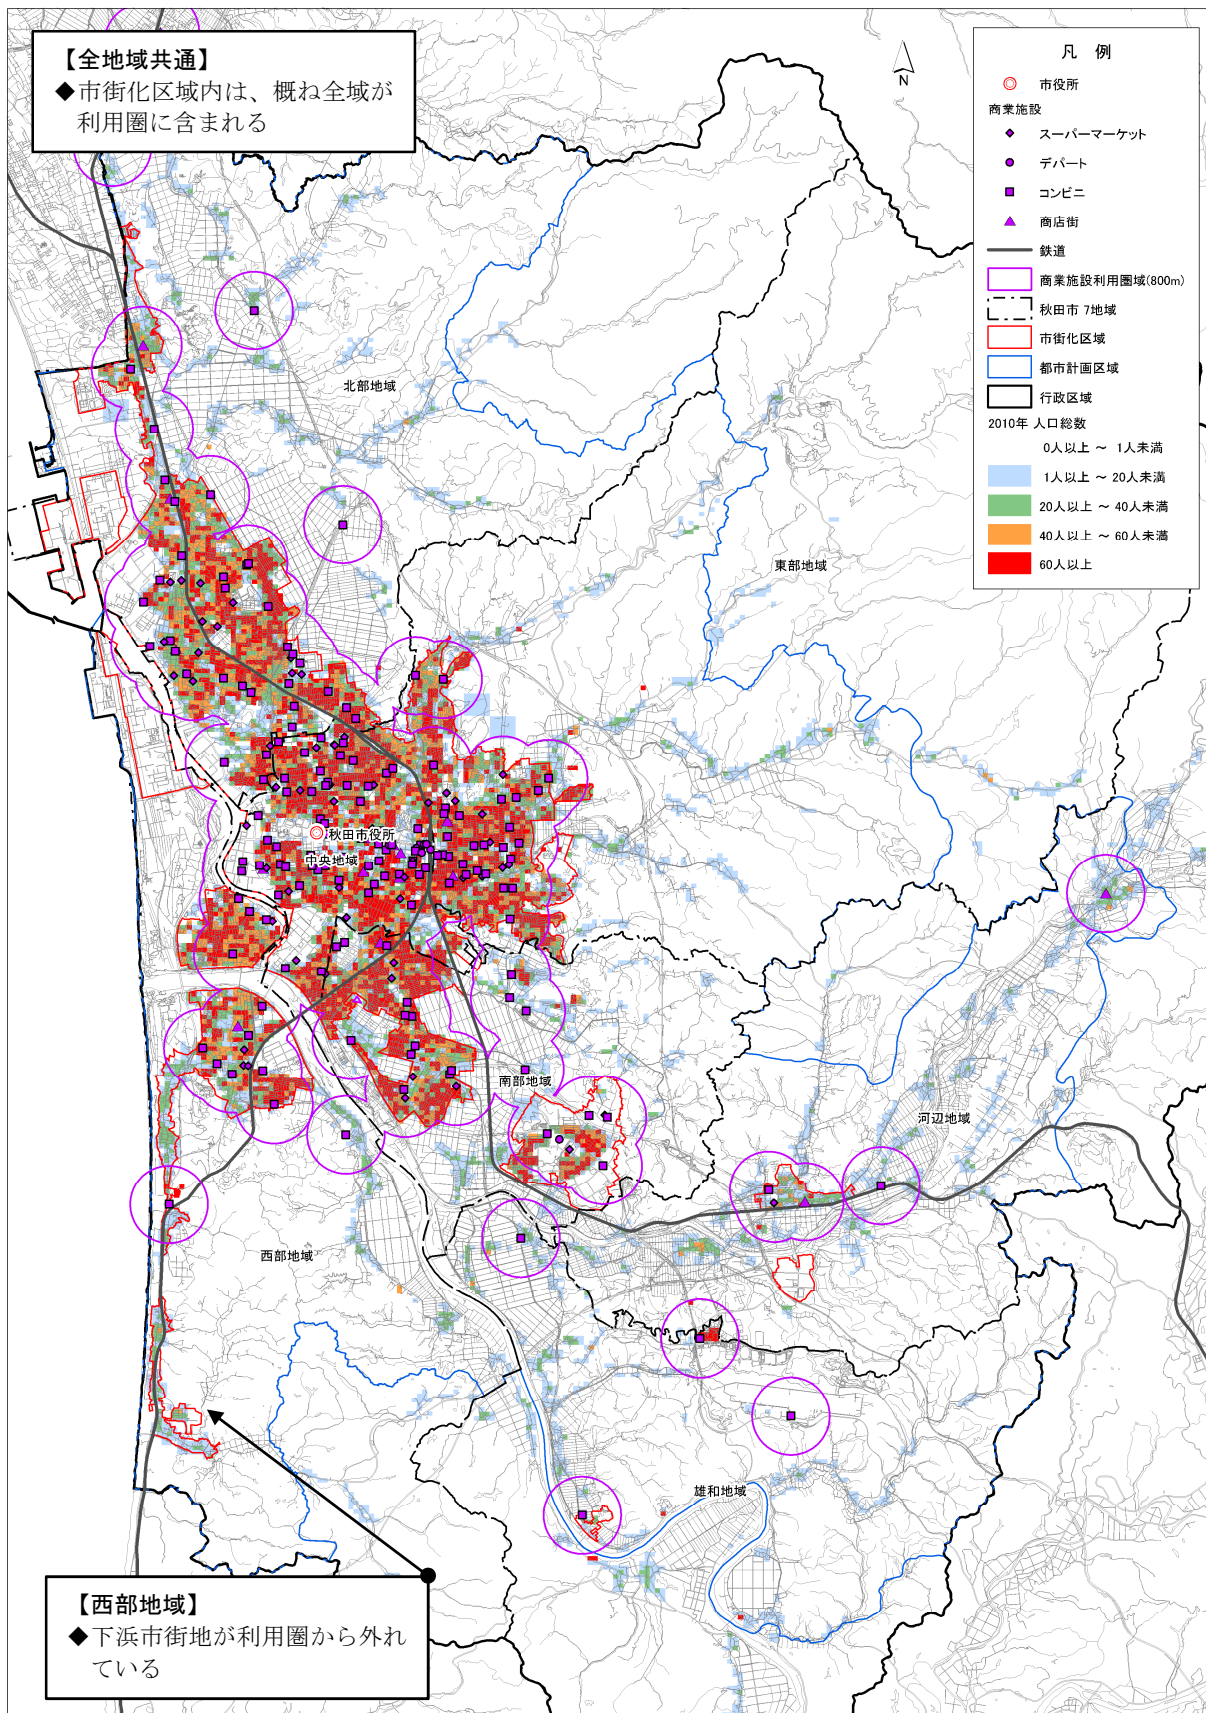 【全地域共通】
◆市街化区域内は、概ね全域が
利用圏に含まれる
N
凡 例
市役所
商業施設
スーパーマーケット
デパート
コンビニ
商店街
鉄道
商業施設利用圏域(800m)
秋田市 7地域
市街化区域
都市計画区域
行政区域
2010年 人口総数
0人以上 ~ 1人未満
1人以上 ~ 20人未満
20人以上 ~ 40人未満
40人以上 ~ 60人未満
60人以上
北部地域
東部地域
秋田市役所
中央地域
南部地域
河辺地域
西部地域
雄和地域
【西部地域】
◆下浜市街地が利用圏から外れ
ている